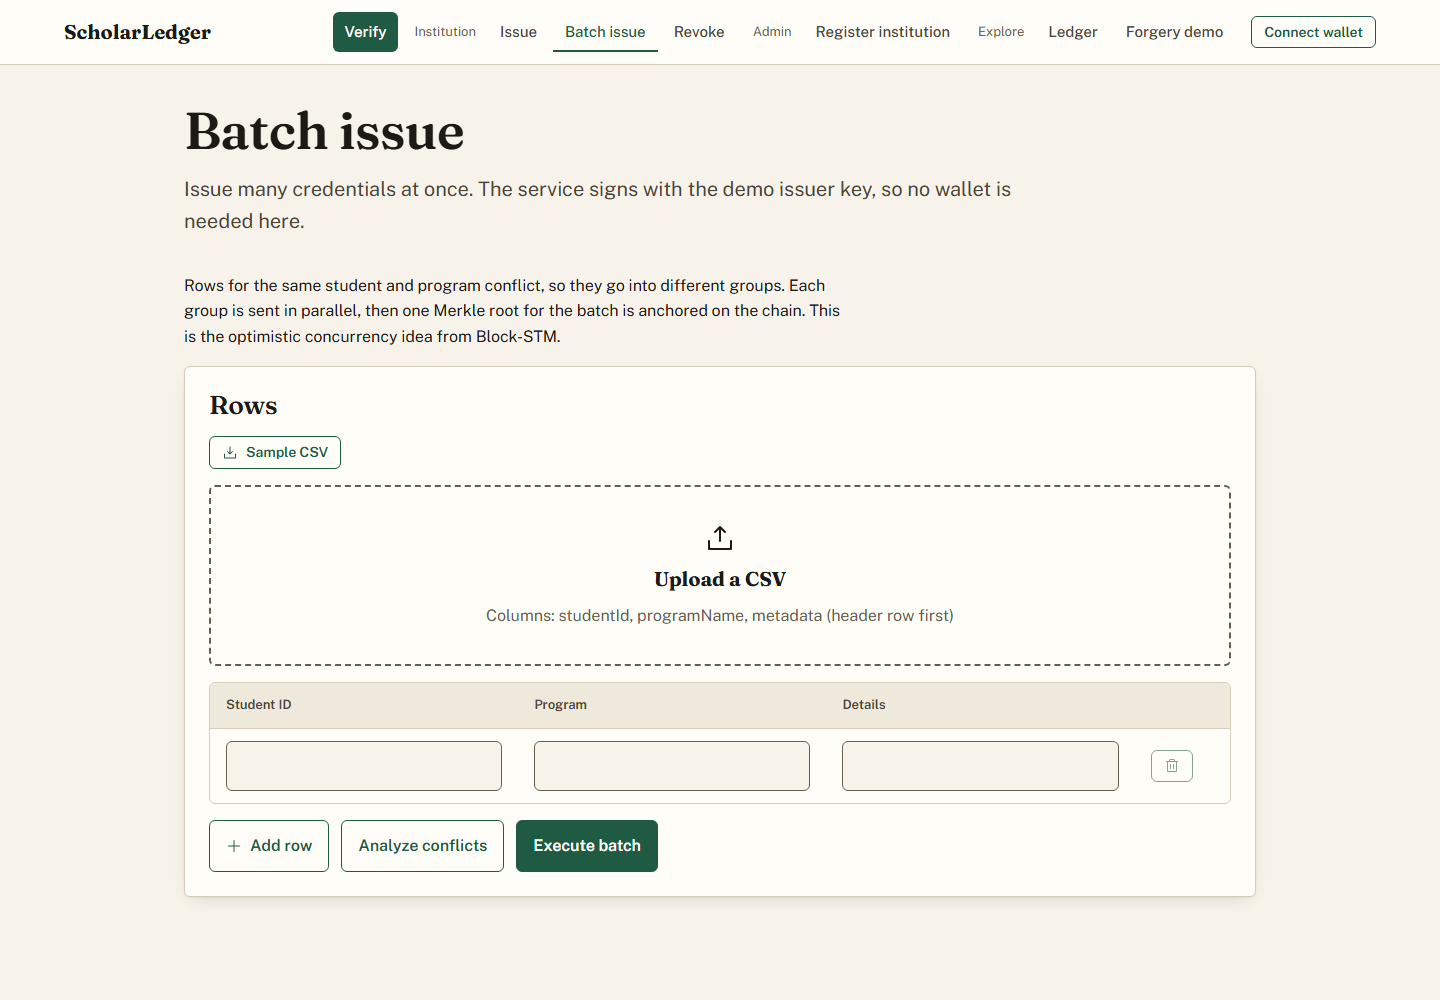 ScholarLedger
Verify
Institution
Issue
Batch issue
Revoke
Admin
Register institution
Explore
Ledger
Forgery demo
Connect wallet
Batch issue
Issue many credentials at once. The service signs with the demo issuer key, so no wallet is
needed here.
Rows for the same student and program conflict, so they go into different groups. Each
group is sent in parallel, then one Merkle root for the batch is anchored on the chain. This
is the optimistic concurrency idea from Block-STM.
Rows
Sample CSV
Upload a CSV
Columns: studentId, programName, metadata (header row first)
Student ID
Program
Details
Add row
Analyze conflicts
Execute batch